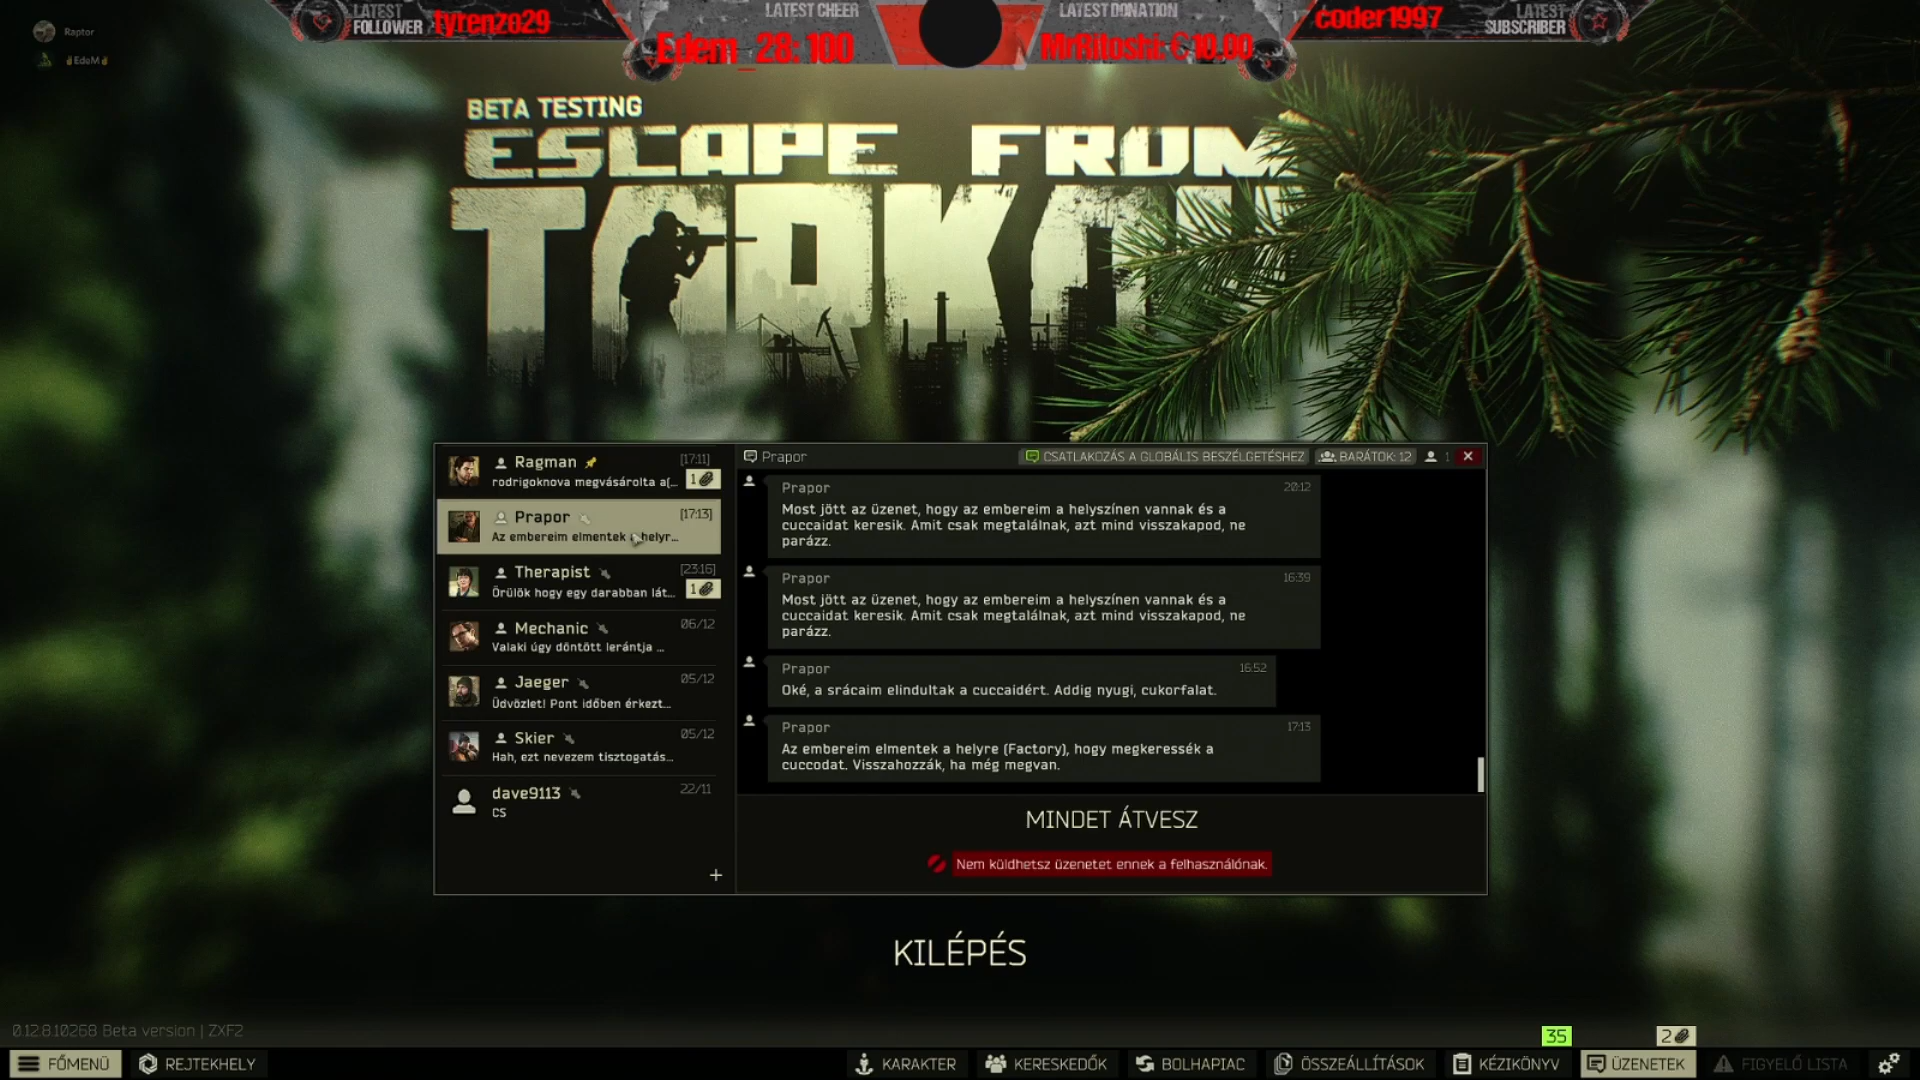 Raptor
EdeM
LATEST
FOLLOWER
tyrenzo29
LATEST CHEER
Edem_28: 100
LATEST DONATION
MrRitoshi: €10.00
coder1997
LATEST
SUBSCRIBER
BETA TESTING
ESCAPE FROM
TARKOV
Ragman
[17:11]
rodrigoknova megvásárolta a(...
1
Prapor
[17:13]
Az embereim elmentek a helyr...
Therapist
[23:16]
Örülök hogy egy darabban lát...
1
Mechanic
06/12
Valaki úgy döntött lerántja ...
Jaeger
05/12
Üdvözlet! Pont időben érkezt...
Skier
05/12
Hah, ezt nevezem tisztogatás...
dave9113
22/11
cs
+
Prapor
CSATLAKOZÁS A GLOBÁLIS BESZÉLGETÉSHEZ
BARÁTOK: 12
1
Prapor
20:12
Most jött az üzenet, hogy az embereim a helyszínen vannak és a
cuccaidat keresik. Amit csak megtalálnak, azt mind visszakapod, ne
parázz.
Prapor
16:39
Most jött az üzenet, hogy az embereim a helyszínen vannak és a
cuccaidat keresik. Amit csak megtalálnak, azt mind visszakapod, ne
parázz.
Prapor
16:52
Oké, a srácaim elindultak a cuccaidért. Addig nyugi, cukorfalat.
Prapor
17:13
Az embereim elmentek a helyre (Factory), hogy megkeressék a
cuccodat. Visszahozzák, ha még megvan.
MINDET ÁTVESZ
Nem küldhetsz üzenetet ennek a felhasználónak.
KILÉPÉS
0.12.8.10268 Beta version | ZXF2
35
2
FŐMENÜ
REJTEKHELY
KARAKTER
KERESKEDŐK
BOLHAPIAC
ÖSSZEÁLLÍTÁSOK
KÉZIKÖNYV
ÜZENETEK
FIGYELŐ LISTA